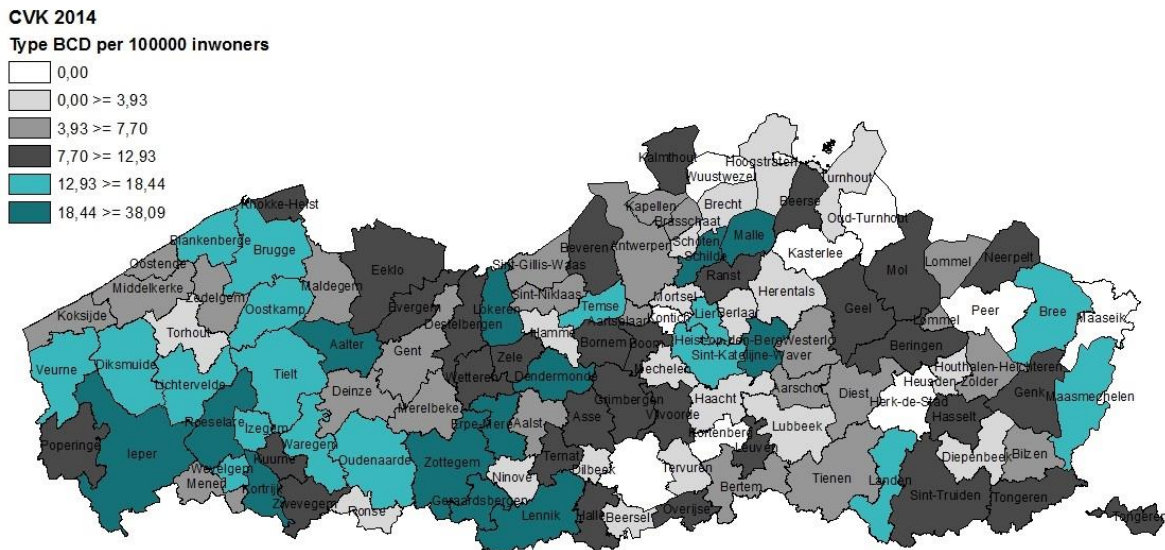 CVK 2014
Type BCD per 100000 inwoners
0,00
0,00 >= 3,93
3,93 >= 7,70
7,70 >= 12,93
12,93 >= 18,44
18,44 >= 38,09
Kalmthout
Hoogstraten
Wuustwezel
Turnhout
Knokke-Heist
Kapellen
Brecht
Beerse
Oud-Turnhout
Brasschaat
Blankenberge
Brugge
Beveren
Antwerpen
Schoten
Malle
Kasterlee
Oostende
Eeklo
Sint-Gillis-Waas
Schilde
Mol
Lommel
Neerpelt
Middelkerke
Zedelgem
Maldegem
Ranst
Herentals
Koksijde
Oostkamp
Evergem
Lokeren
Sint-Niklaas
Temse
Mortsel
Geel
Peer
Bree
Maaseik
Torhout
Destelbergen
Hamme
Aartselaar
Kontich
Lier
Berlaar
Lommel
Aalter
Gent
Zele
Bornem
Boom
Heist-op-den-Berg
Westerlo
Beringen
Veurne
Diksmuide
Lichtervelde
Tielt
Deinze
Wetteren
Dendermonde
Mechelen
Sint-Katelijne-Waver
Houthalen-Helchteren
Zolder
Maasmechelen
Merelbeke
Grimbergen
Haacht
Aarschot
Diest
Heusden
Herk-de-Stad
Genk
Poperinge
Ieper
Roeselare
Izegem
Waregem
Oudenaarde
Erpe-Mere
Aalst
Asse
Vilvoorde
Kortenberg
Leuven
Lubbeek
Hasselt
Kuurne
Zottegem
Ternat
Dilbeek
Tervuren
Diepenbeek
Bilzen
Wevelgem
Menen
Kortrijk
Zwevegem
Ronse
Ninove
Geraardsbergen
Lennik
Halle
Beersel
Overijse
Bertem
Tienen
Landen
Sint-Truiden
Tongeren
Tongeren